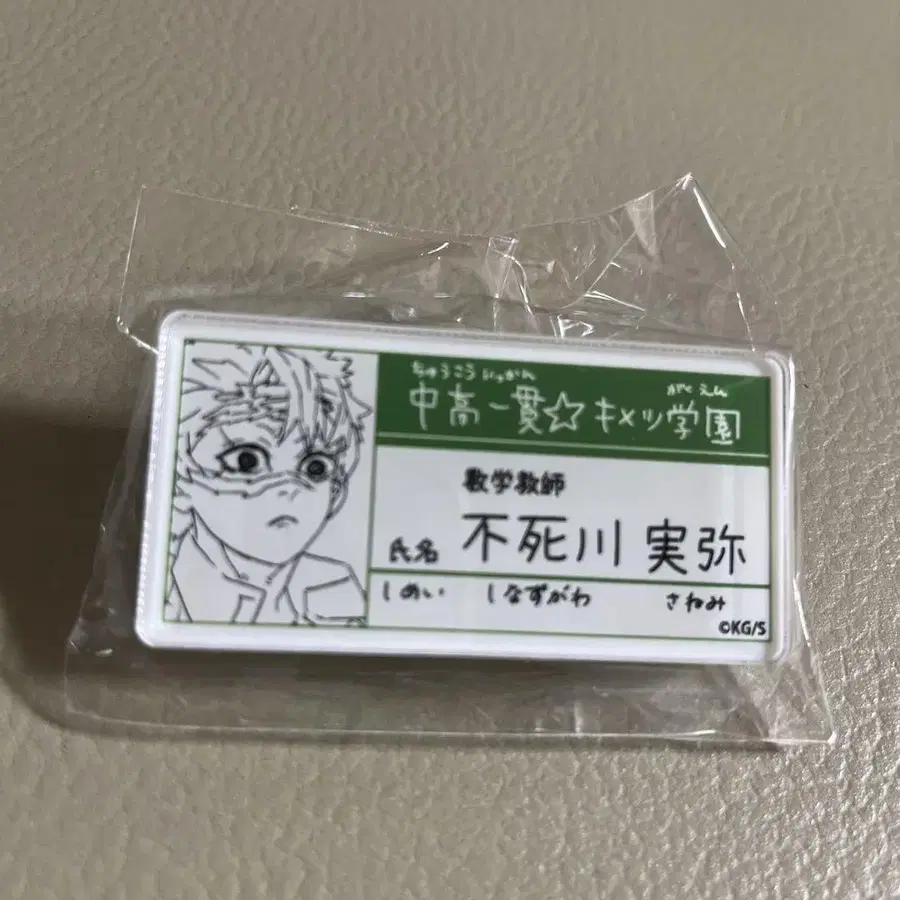 ちゅうこういっかん がくえん
中高一貫☆キメツ学園
数学教師
氏名 不死川 実弥
しめい しなずがわ さねみ
©KG/S